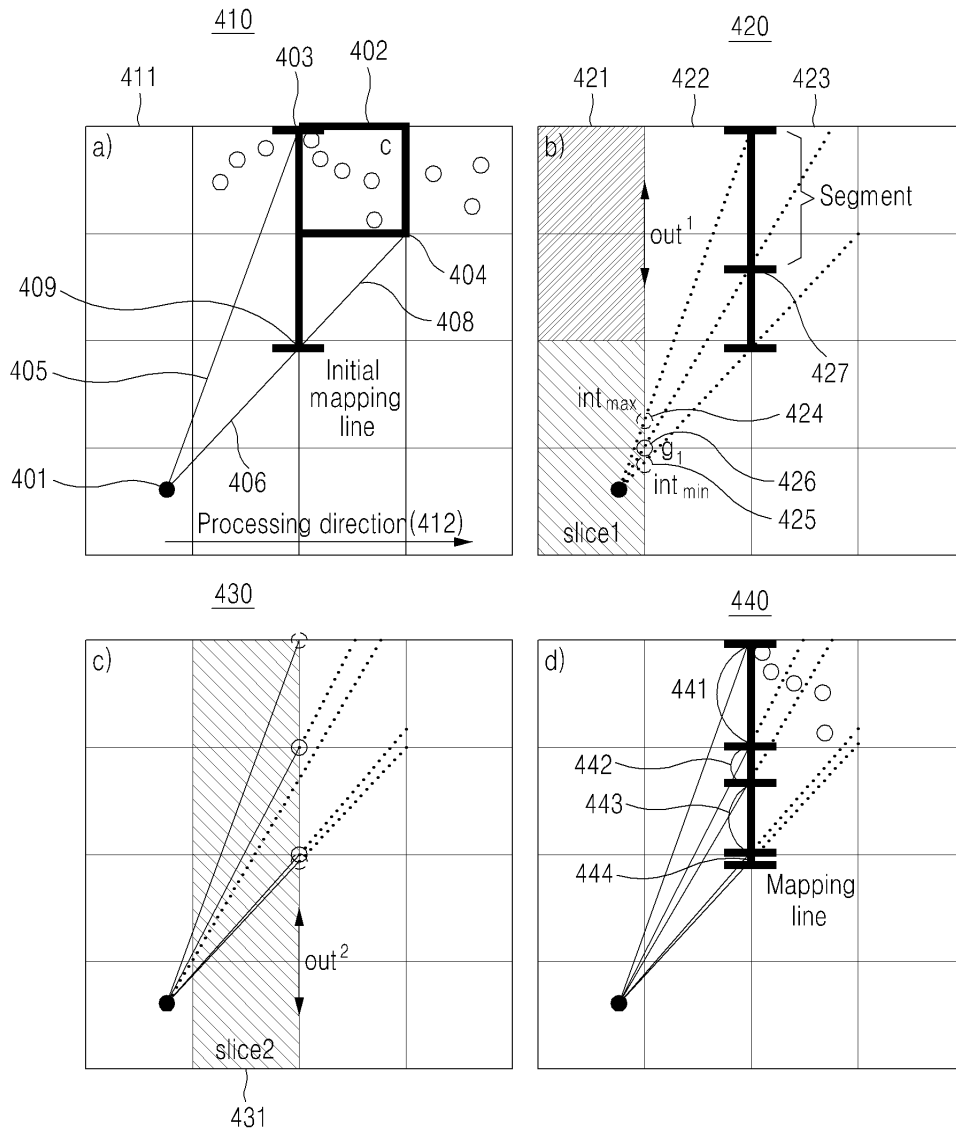 410
403
402
411
a)
c
404
409
408
405
Initial
mapping
line
401
406
Processing direction(412)
420
421
422
423
b)
Segment
out1
427
intmax
424
g1
426
intmin
425
slice1
430
c)
out2
slice2
431
440
d)
441
442
443
444
Mapping
line